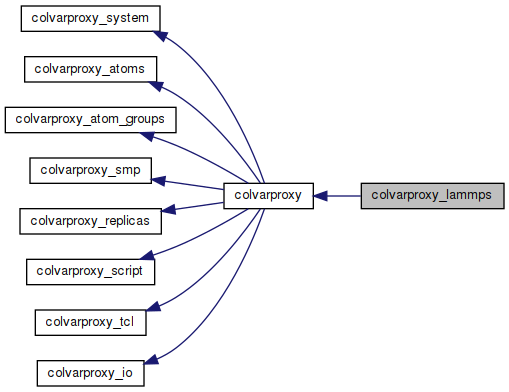 colvarproxy_system
colvarproxy_atoms
colvarproxy_atom_groups
colvarproxy_smp
colvarproxy
colvarproxy_lammps
colvarproxy_replicas
colvarproxy_script
colvarproxy_tcl
colvarproxy_io